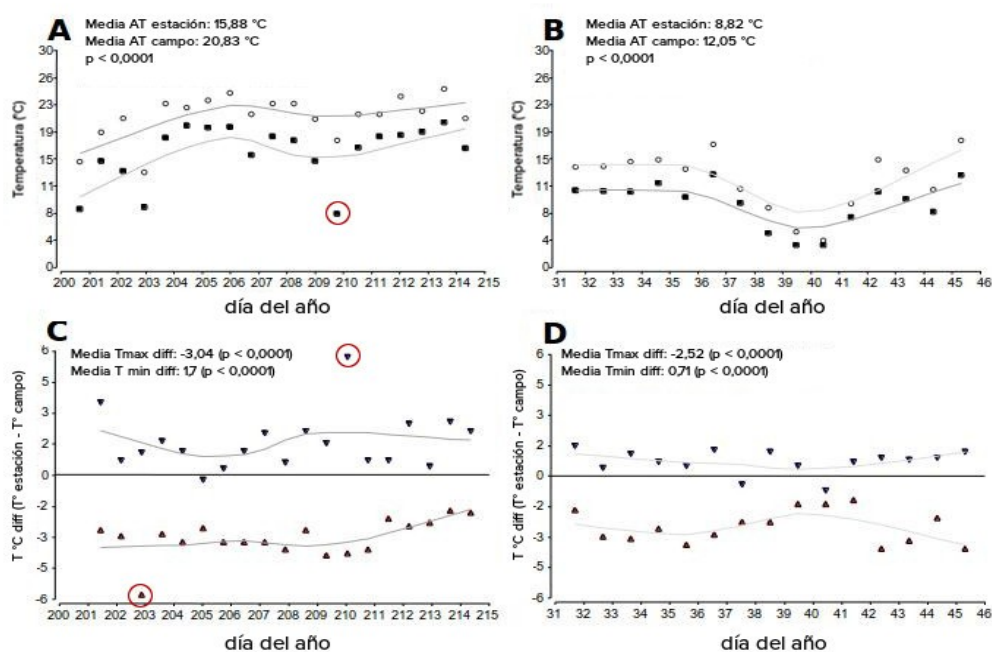 A
Media AT estación: 15,88 °C
Media AT campo: 20,83 °C
p < 0,0001
Temperatura (°C)
30
26
23
19
15
11
8
4
0
200 201 202 203 204 205 206 207 208 209 210 211 212 213 214 215
día del año
B
Media AT estación: 8,82 °C
Media AT campo: 12,05 °C
p < 0,0001
Temperatura (°C)
30
26
23
19
15
11
8
4
0
31 32 33 34 35 36 37 38 39 40 41 42 43 44 45 46
día del año
C
Media Tmax diff: -3,04 (p < 0,0001)
Media T min diff: 1,7 (p < 0,0001)
T °C diff (T° estación - T° campo)
6
5
3
2
0
-2
-3
-5
-6
200 201 202 203 204 205 206 207 208 209 210 211 212 213 214 215
día del año
D
Media Tmax diff: -2,52 (p < 0,0001)
Media Tmin diff: 0,71 (p < 0,0001)
T °C diff (T° estación - T° campo)
6
5
3
2
0
-2
-3
-5
-6
31 32 33 34 35 36 37 38 39 40 41 42 43 44 45 46
día del año